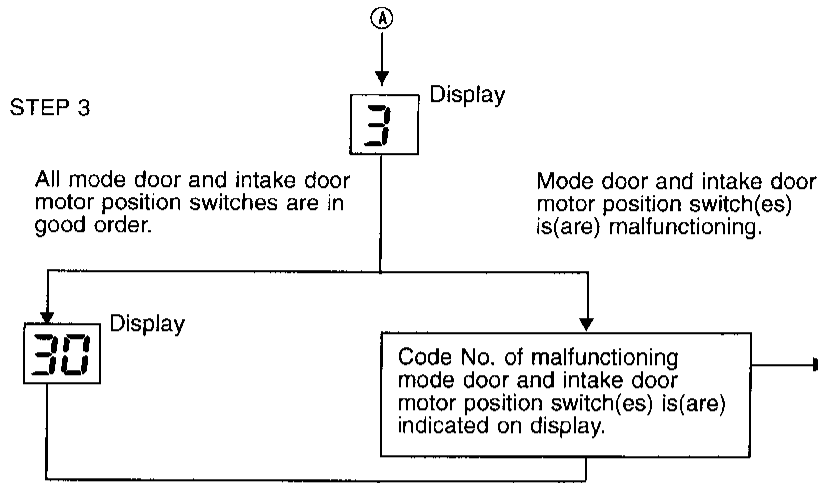 A
Display
3
STEP 3
All mode door and intake door
motor position switches are in
good order.
Mode door and intake door
motor position switch(es)
is(are) malfunctioning.
Display
30
Code No. of malfunctioning
mode door and intake door
motor position switch(es) is(are)
indicated on display.